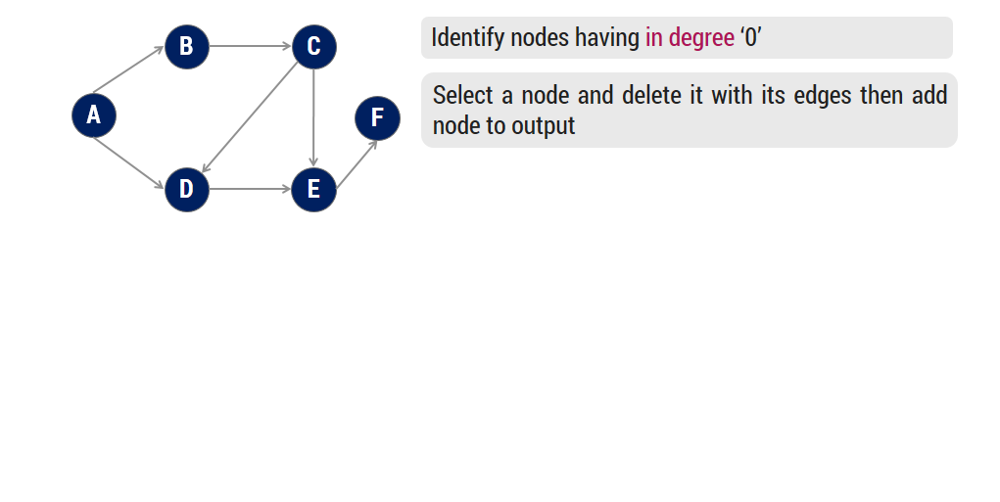 B
C
Identify nodes having in degree ‘0’
A
F
Select a node and delete it with its edges then add
node to output
D
E